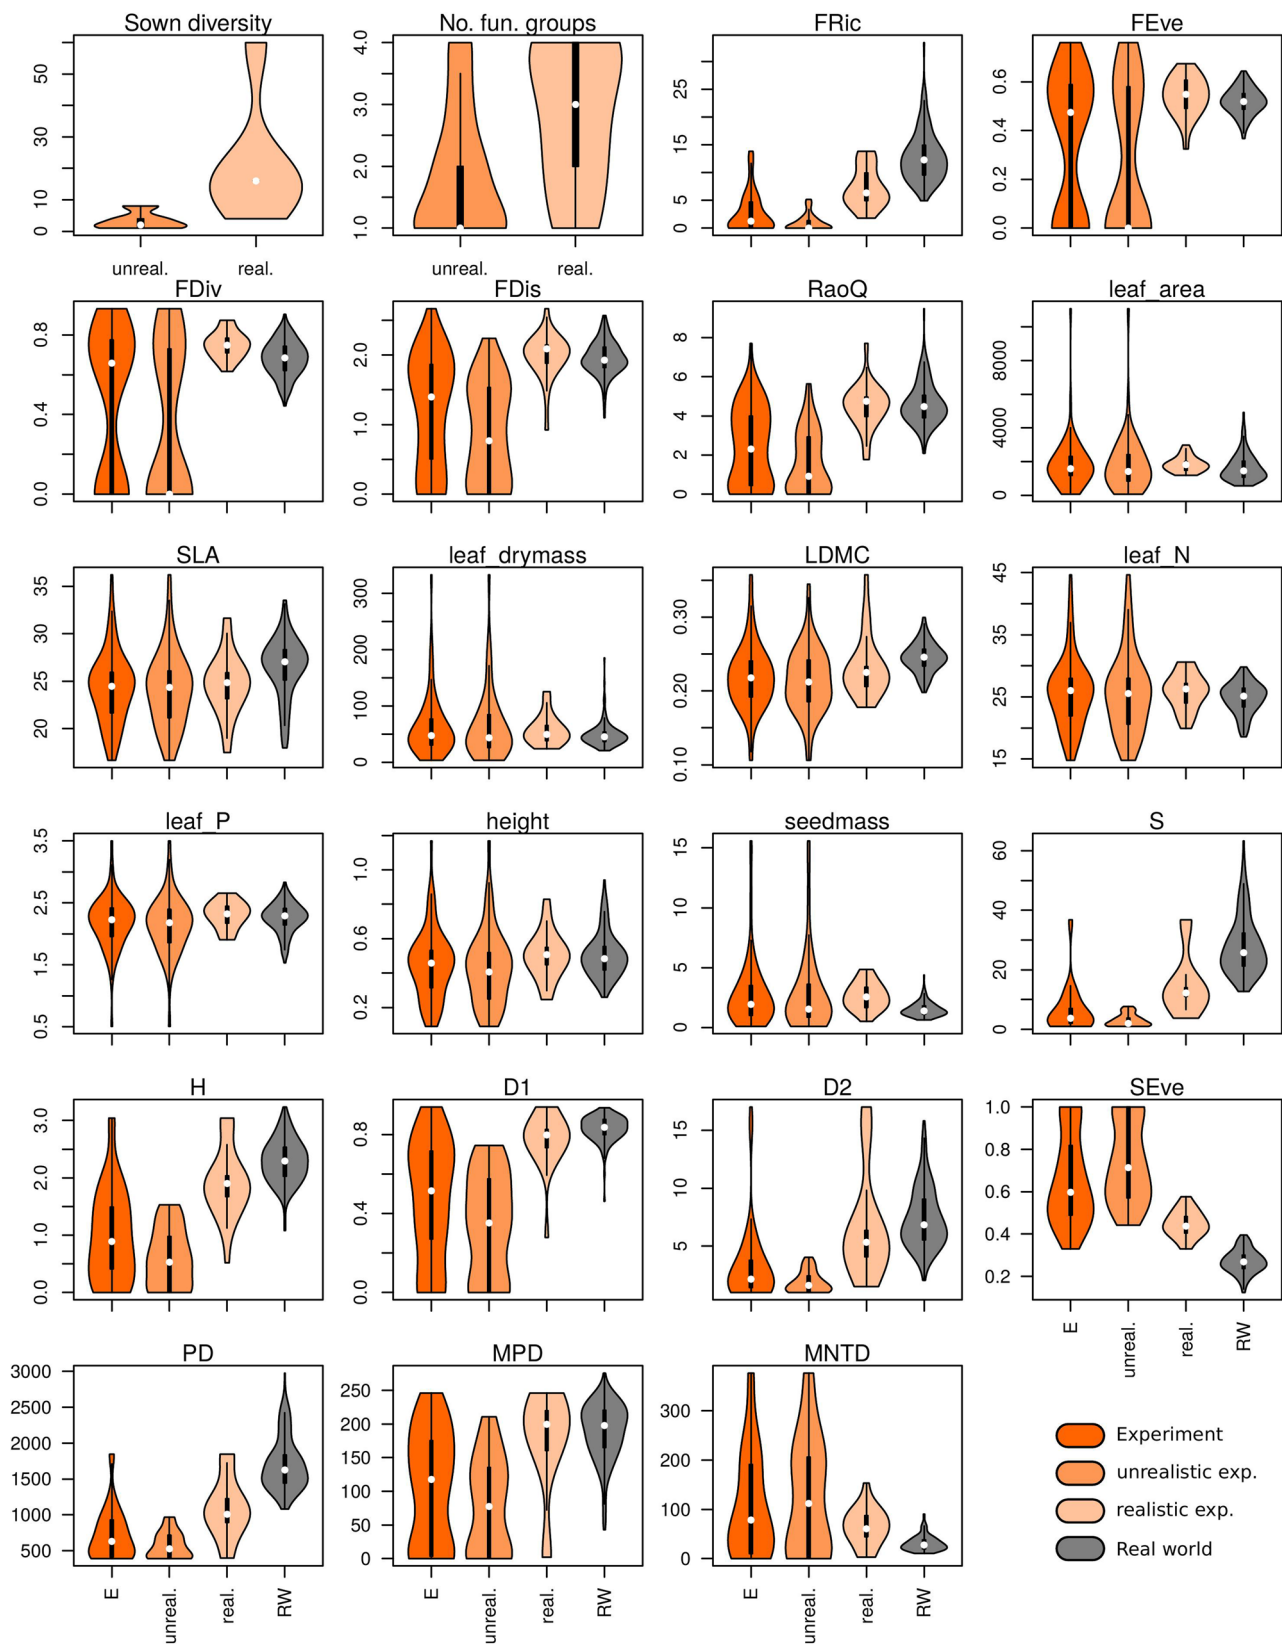 Sown diversity
50
30
10
0
unreal.
real.
No. fun. groups
4.0
3.0
2.0
1.0
unreal.
real.
FRic
25
15
5
0
FEve
0.6
0.4
0.2
0.0
FDiv
0.8
0.4
0.0
FDis
2.0
1.0
0.0
RaoQ
8
6
4
2
0
leaf_area
8000
4000
0
SLA
35
30
25
20
leaf_drymass
300
200
100
0
LDMC
0.30
0.20
0.10
leaf_N
45
35
25
15
leaf_P
3.5
2.5
1.5
0.5
height
1.0
0.6
0.2
seedmass
15
10
5
0
S
60
40
20
0
H
3.0
2.0
1.0
0.0
D1
0.8
0.4
0.0
D2
15
10
5
SEve
1.0
0.8
0.6
0.4
0.2
E
unreal.
real.
RW
PD
3000
2000
1500
1000
500
E
unreal.
real.
RW
MPD
250
200
150
100
50
0
E
unreal.
real.
RW
MNTD
300
200
100
0
E
unreal.
real.
RW
Experiment
unrealistic exp.
realistic exp.
Real world